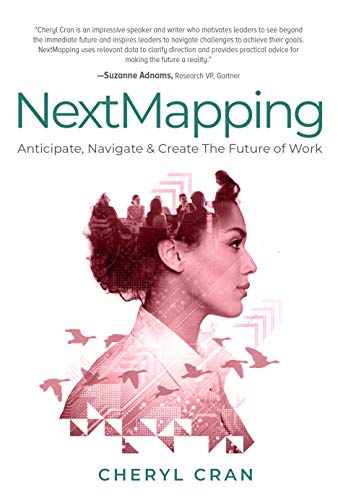 "Cheryl Cran is an impressive speaker and writer who motivates leaders to see beyond
the immediate future and inspires leaders to navigate challenges to achieve their goals.
NextMapping uses relevant data to clarify direction and provides practical advice for
making the future a reality."
—Suzanne Adnams, Research VP, Gartner
NextMapping
Anticipate, Navigate & Create The Future of Work
CHERYL CRAN